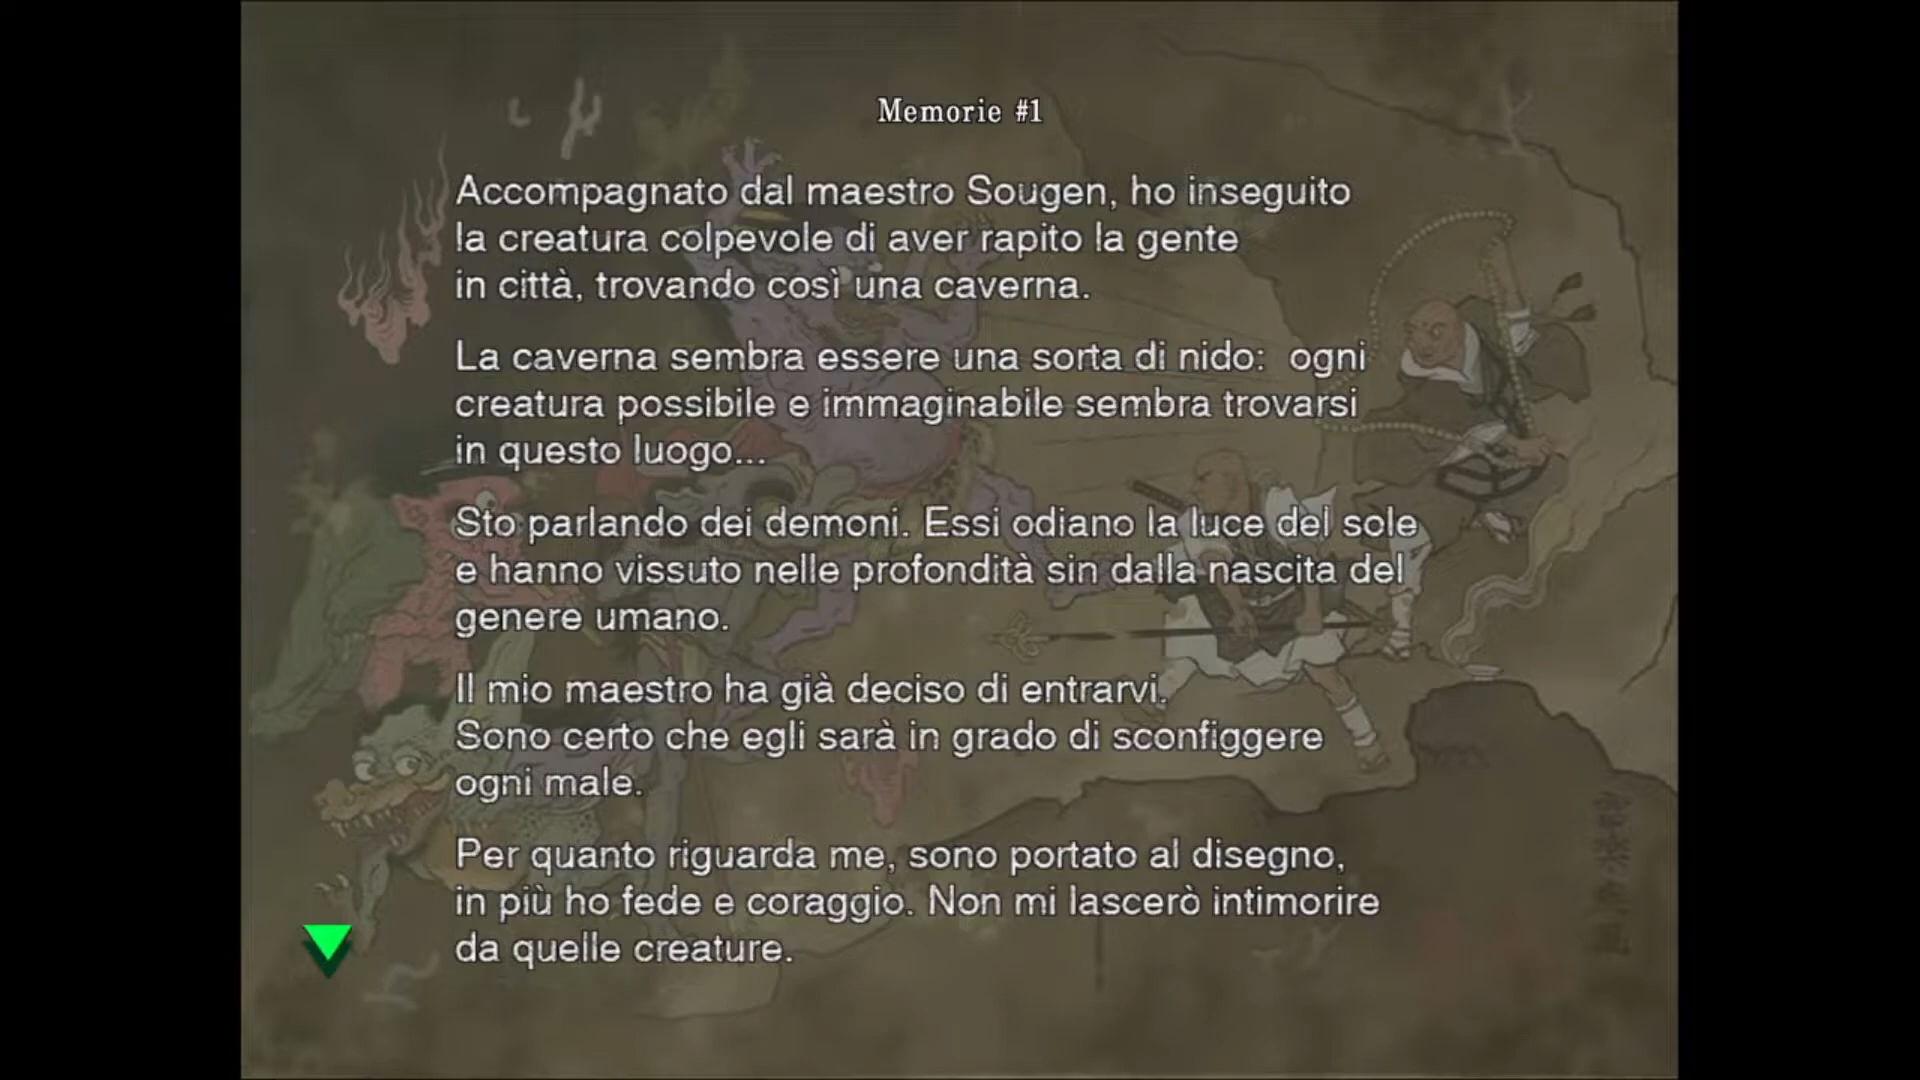 Memorie #1
Accompagnato dal maestro Sougen, ho inseguito
la creatura colpevole di aver rapito la gente
in città, trovando così una caverna.
La caverna sembra essere una sorta di nido:  ogni
creatura possibile e immaginabile sembra trovarsi
in questo luogo...
Sto parlando dei demoni. Essi odiano la luce del sole
e hanno vissuto nelle profondità sin dalla nascita del
genere umano.
Il mio maestro ha già deciso di entrarvi.
Sono certo che egli sarà in grado di sconfiggere
ogni male.
Per quanto riguarda me, sono portato al disegno,
in più ho fede e coraggio. Non mi lascerò intimorire
da quelle creature.